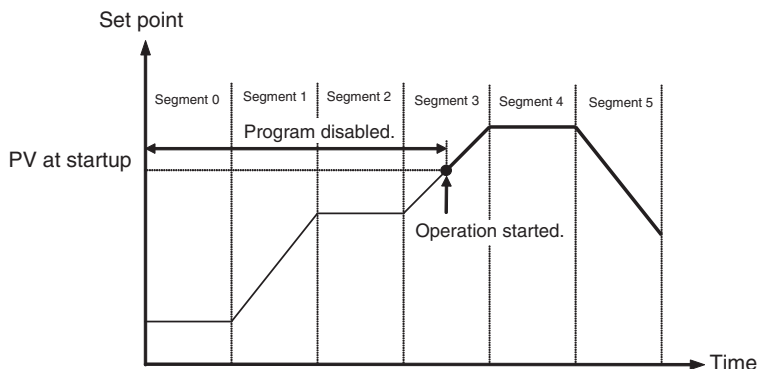 Set point
Segment 0
Segment 1
Segment 2
Segment 3
Segment 4
Segment 5
Program disabled.
PV at startup
Operation started.
Time